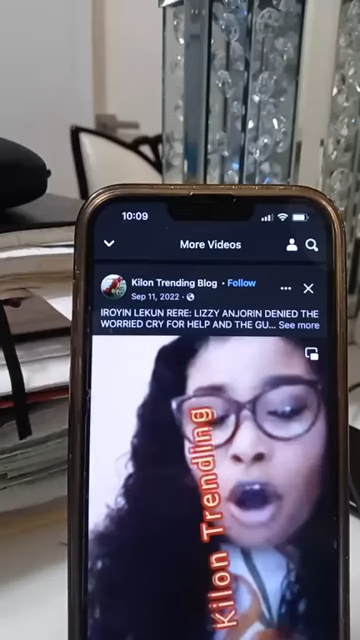 10:09
More Videos
Kilon Trending Blog · Follow
Sep 11, 2022 ·
IROYIN LEKUN RERE: LIZZY ANJORIN DENIED THE
WORRIED CRY FOR HELP AND THE GU... See more
Kilon Trending